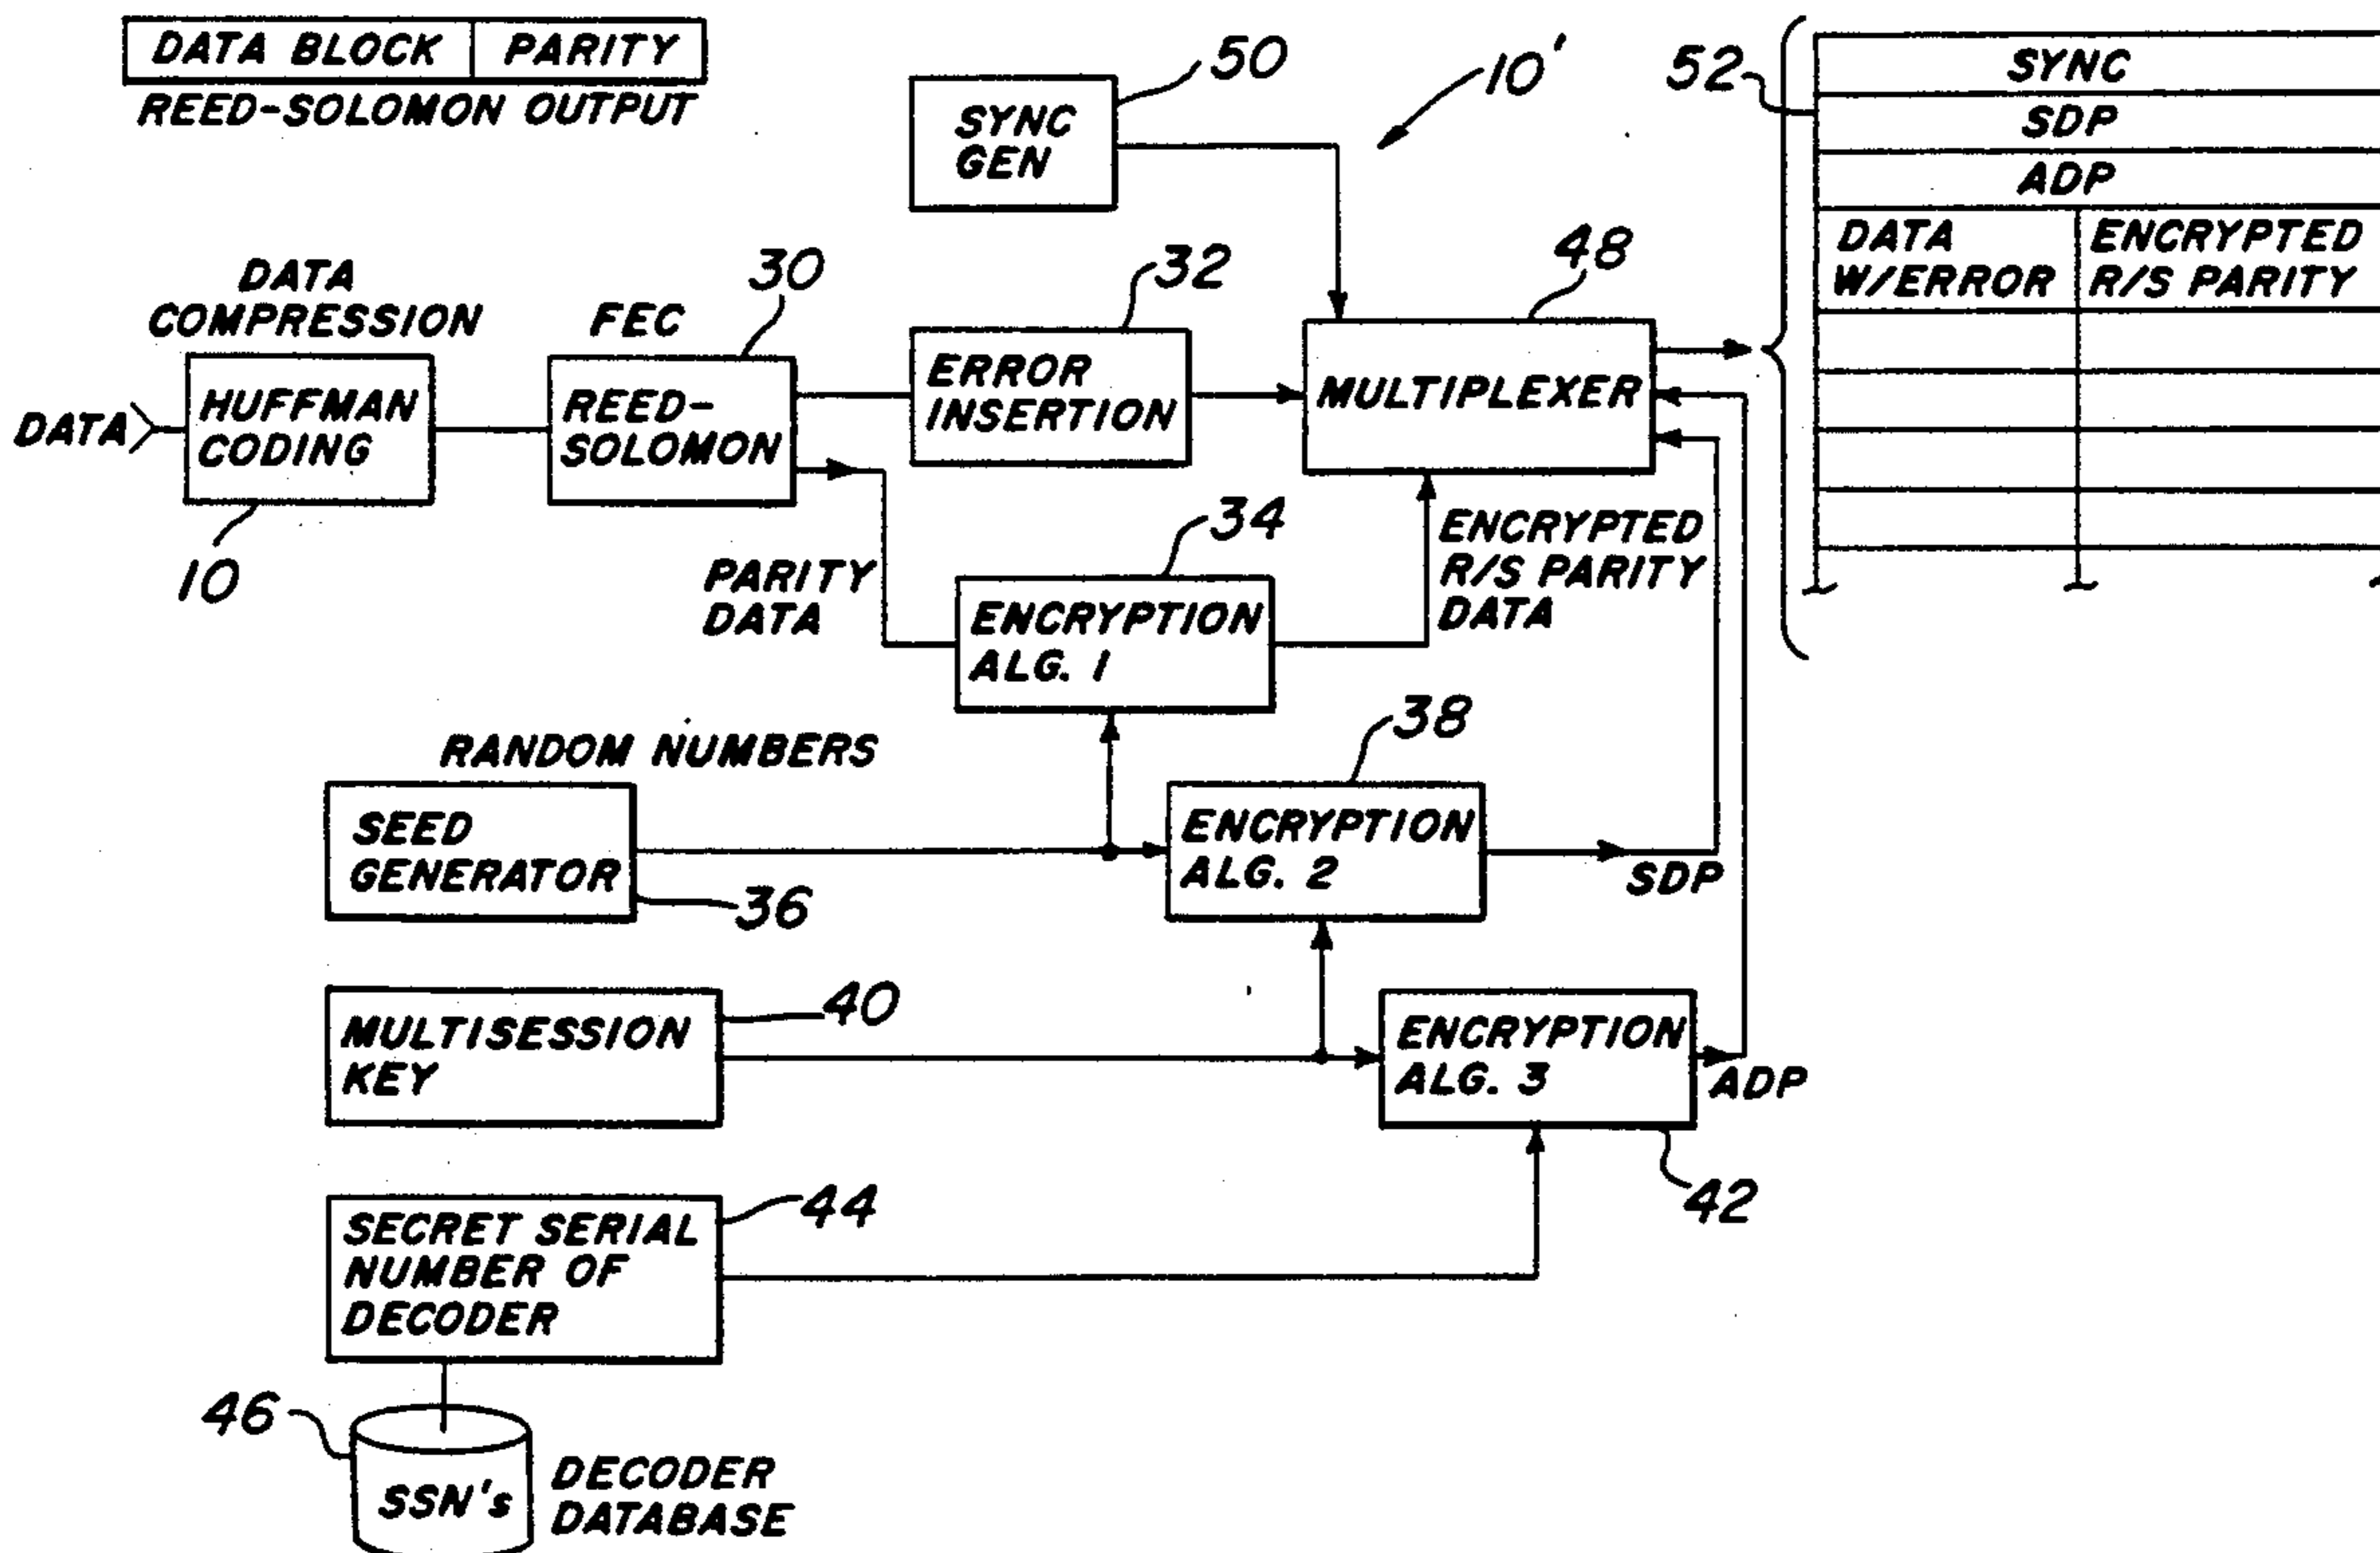 DATA BLOCK PARITY
REED-SOLOMON OUTPUT
50
SYNC
GEN
10'
52
SYNC
SDP
ADP
DATA
W/ERROR
ENCRYPTED
R/S PARITY
DATA
COMPRESSION
DATA
HUFFMAN
CODING
10
FEC
30
REED-
SOLOMON
32
ERROR
INSERTION
48
MULTIPLEXER
PARITY
DATA
34
ENCRYPTION
ALG. 1
ENCRYPTED
R/S PARITY
DATA
RANDOM NUMBERS
SEED
GENERATOR
36
38
ENCRYPTION
ALG. 2
SDP
MULTISESSION
KEY
40
ENCRYPTION
ALG. 3
ADP
42
SECRET SERIAL
NUMBER OF
DECODER
44
46
SSN's
DECODER
DATABASE